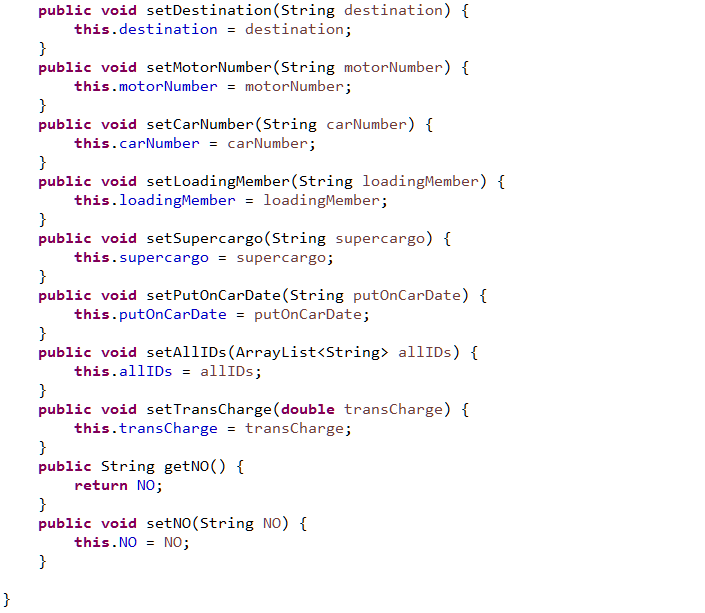 public void setDestination(String destination) {
        this.destination = destination;
    }
    public void setMotorNumber(String motorNumber) {
        this.motorNumber = motorNumber;
    }
    public void setCarNumber(String carNumber) {
        this.carNumber = carNumber;
    }
    public void setLoadingMember(String loadingMember) {
        this.loadingMember = loadingMember;
    }
    public void setSupercargo(String supercargo) {
        this.supercargo = supercargo;
    }
    public void setPutOnCarDate(String putOnCarDate) {
        this.putOnCarDate = putOnCarDate;
    }
    public void setAllIDs(ArrayList<String> allIDs) {
        this.allIDs = allIDs;
    }
    public void setTransCharge(double transCharge) {
        this.transCharge = transCharge;
    }
    public String getNO() {
        return NO;
    }
    public void setNO(String NO) {
        this.NO = NO;
    }

}